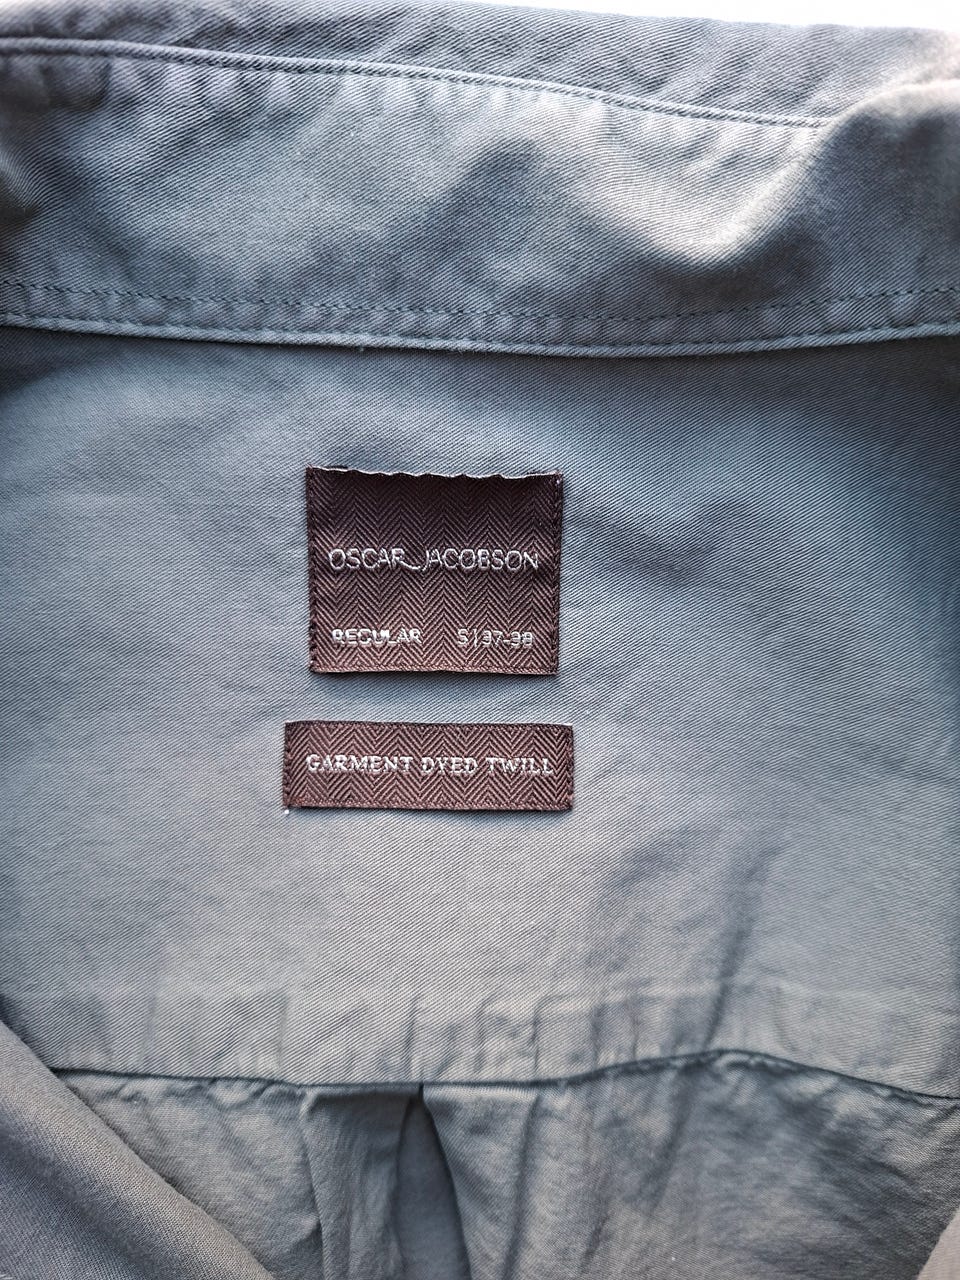 OSCAR JACOBSON
REGULAR S|37-38
GARMENT DYED TWILL